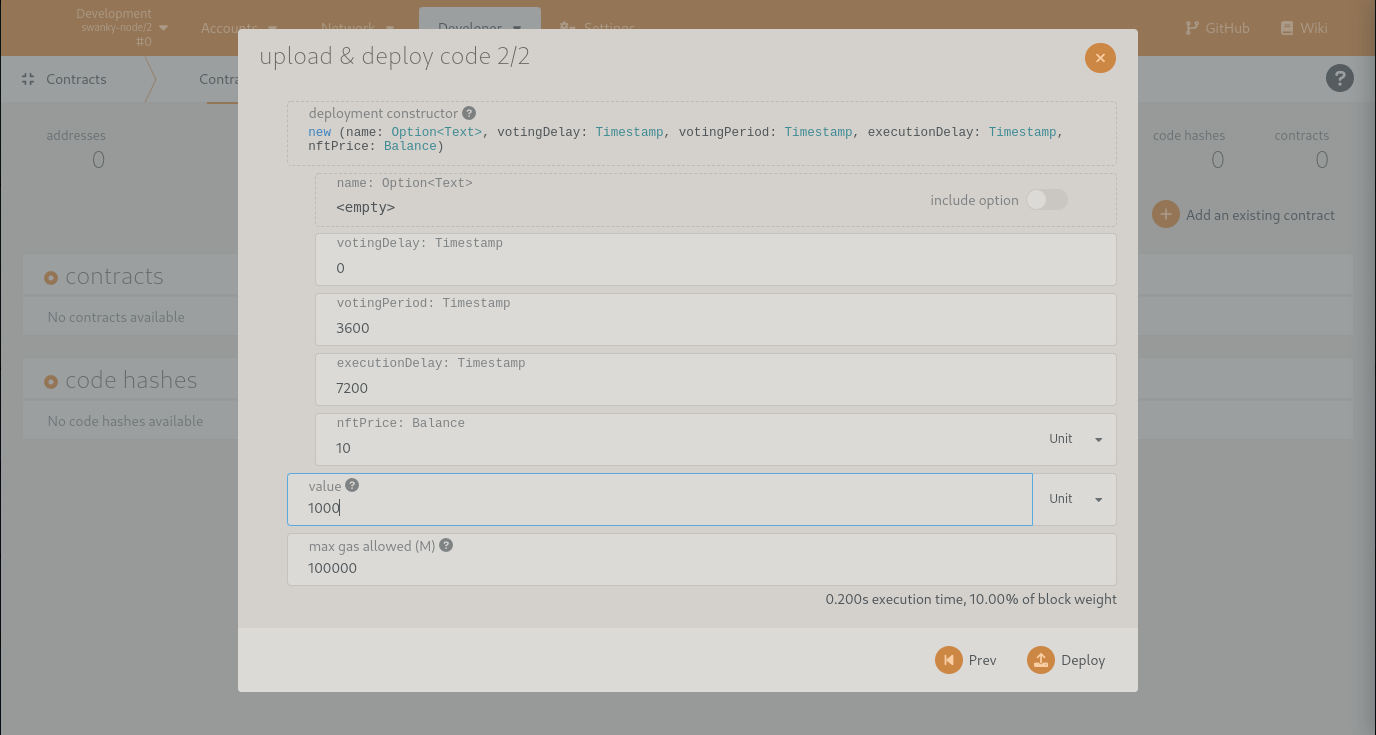 Development
swanky-node/2
#0
Accounts
Network
Developer
Settings
GitHub
Wiki
Contracts
Contra
upload & deploy code 2/2
addresses
0
code hashes
0
contracts
0
Add an existing contract
contracts
No contracts available
code hashes
No code hashes available
deployment constructor
new (name: Option<Text>, votingDelay: Timestamp, votingPeriod: Timestamp, executionDelay: Timestamp,
nftPrice: Balance)
name: Option<Text>
<empty>
include option
votingDelay: Timestamp
0
votingPeriod: Timestamp
3600
executionDelay: Timestamp
7200
nftPrice: Balance
10
Unit
value
1000
Unit
max gas allowed (M)
100000
0.200s execution time, 10.00% of block weight
Prev
Deploy